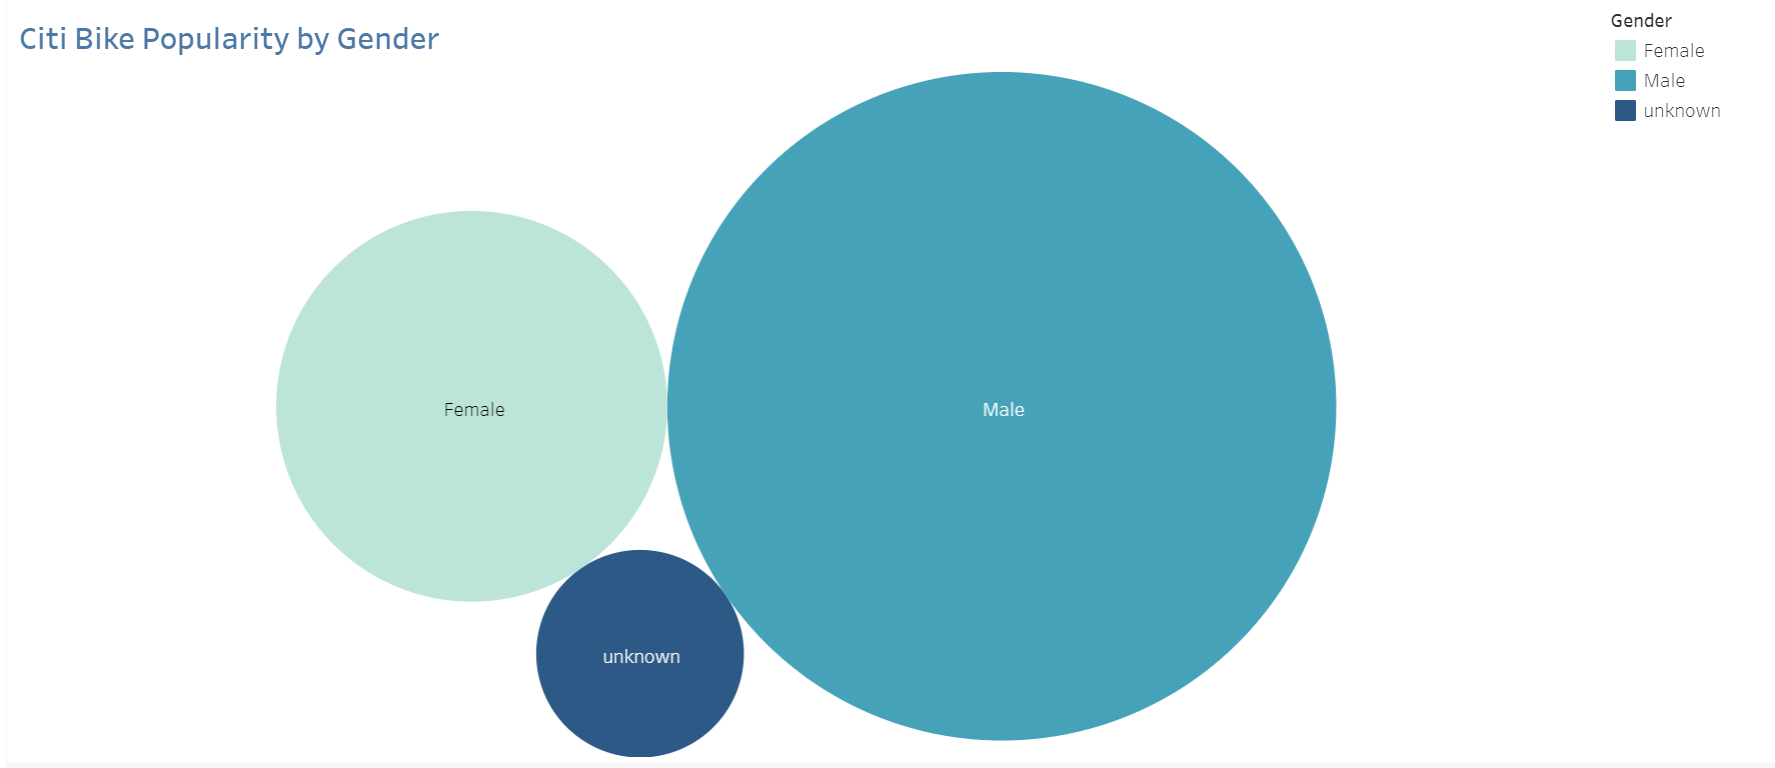 Citi Bike Popularity by Gender
Gender
Female
Male
unknown
Female
Male
unknown